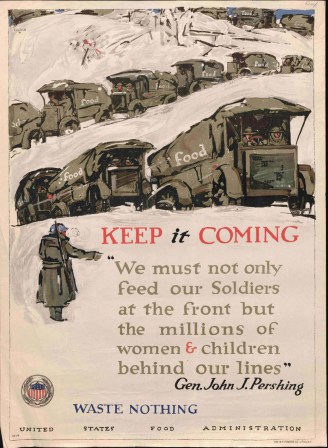 food
food
food
food
food
KEEP it COMING
"We must not only
feed our Soldiers
at the front but
the millions of
women & children
behind our lines"
Gen. John J. Pershing
WASTE NOTHING
UNITED STATES FOOD ADMINISTRATION